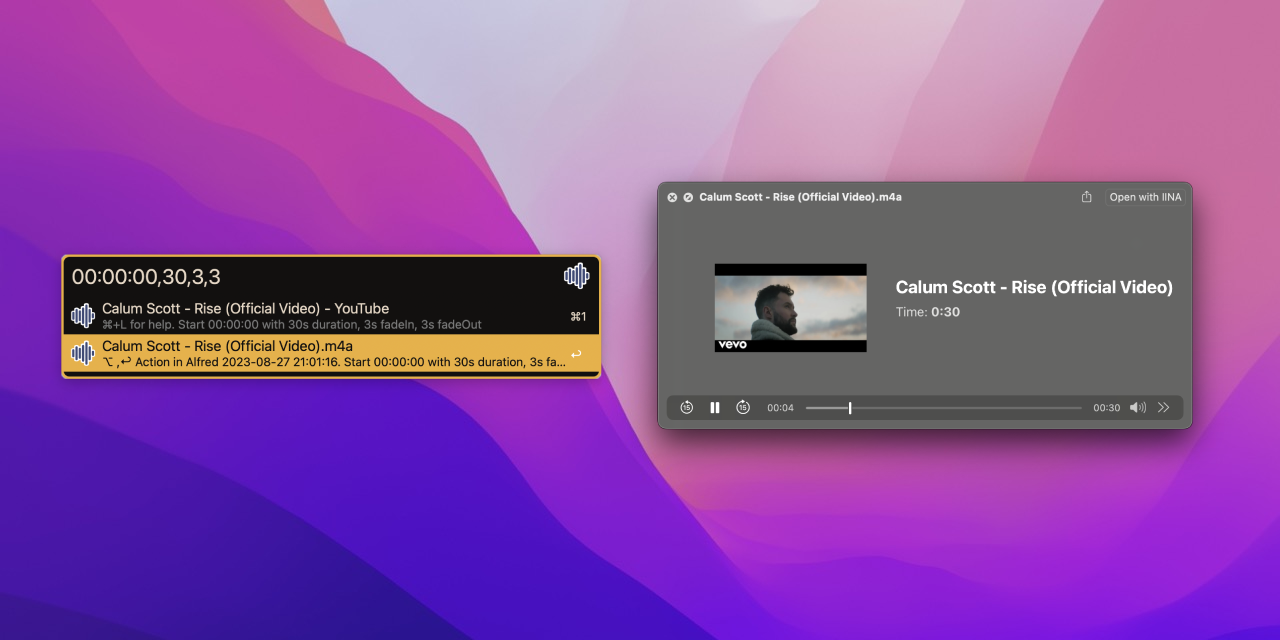 00:00:00,30,3,3
Calum Scott - Rise (Official Video) - YouTube
⌘+L for help. Start 00:00:00 with 30s duration, 3s fadeIn, 3s fadeOut
⌘1
Calum Scott - Rise (Official Video).m4a
⌥ ,↩ Action in Alfred 2023-08-27 21:01:16. Start 00:00:00 with 30s duration, 3s fa...
Calum Scott - Rise (Official Video).m4a
Open with IINA
vevo
Calum Scott - Rise (Official Video)
Time: 0:30
15
15
00:04
00:30